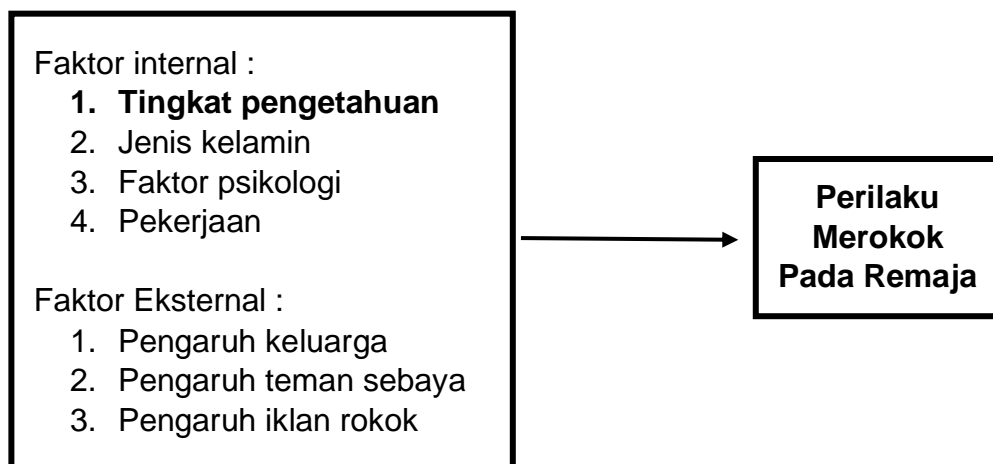 Faktor internal :
1. Tingkat pengetahuan
2. Jenis kelamin
3. Faktor psikologi
4. Pekerjaan
Faktor Eksternal :
1. Pengaruh keluarga
2. Pengaruh teman sebaya
3. Pengaruh iklan rokok
Perilaku
Merokok
Pada Remaja